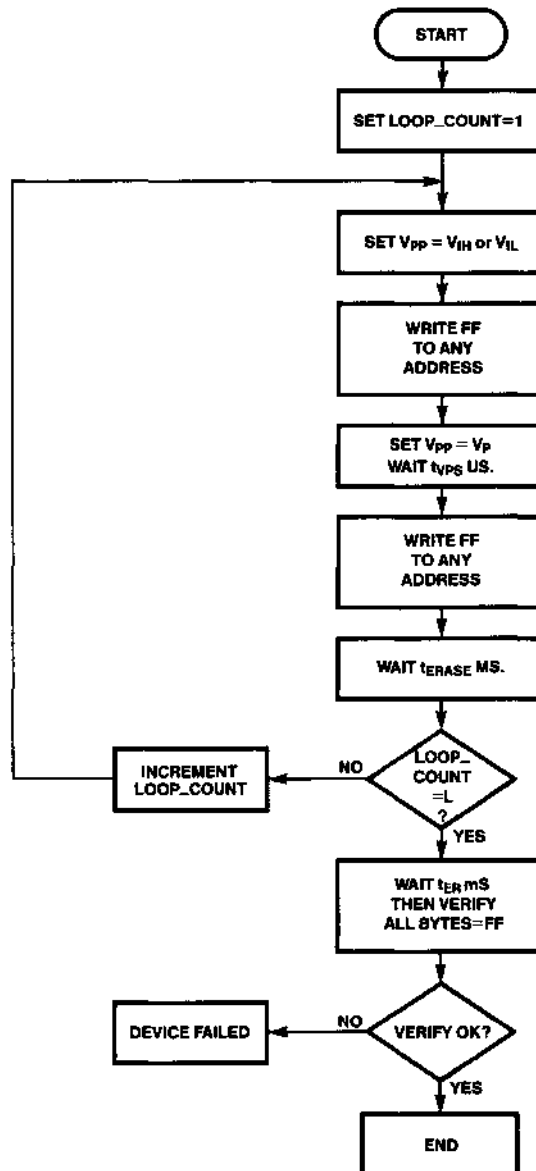 START
SET LOOP_COUNT=1
SET VPP = VIH or VIL
WRITE FF
TO ANY
ADDRESS
SET VPP = VP
WAIT tVPS US.
WRITE FF
TO ANY
ADDRESS
WAIT tERASE MS.
LOOP_
COUNT
=L
?
NO
INCREMENT
LOOP_COUNT
YES
WAIT tER mS
THEN VERIFY
ALL BYTES=FF
VERIFY OK?
NO
DEVICE FAILED
YES
END